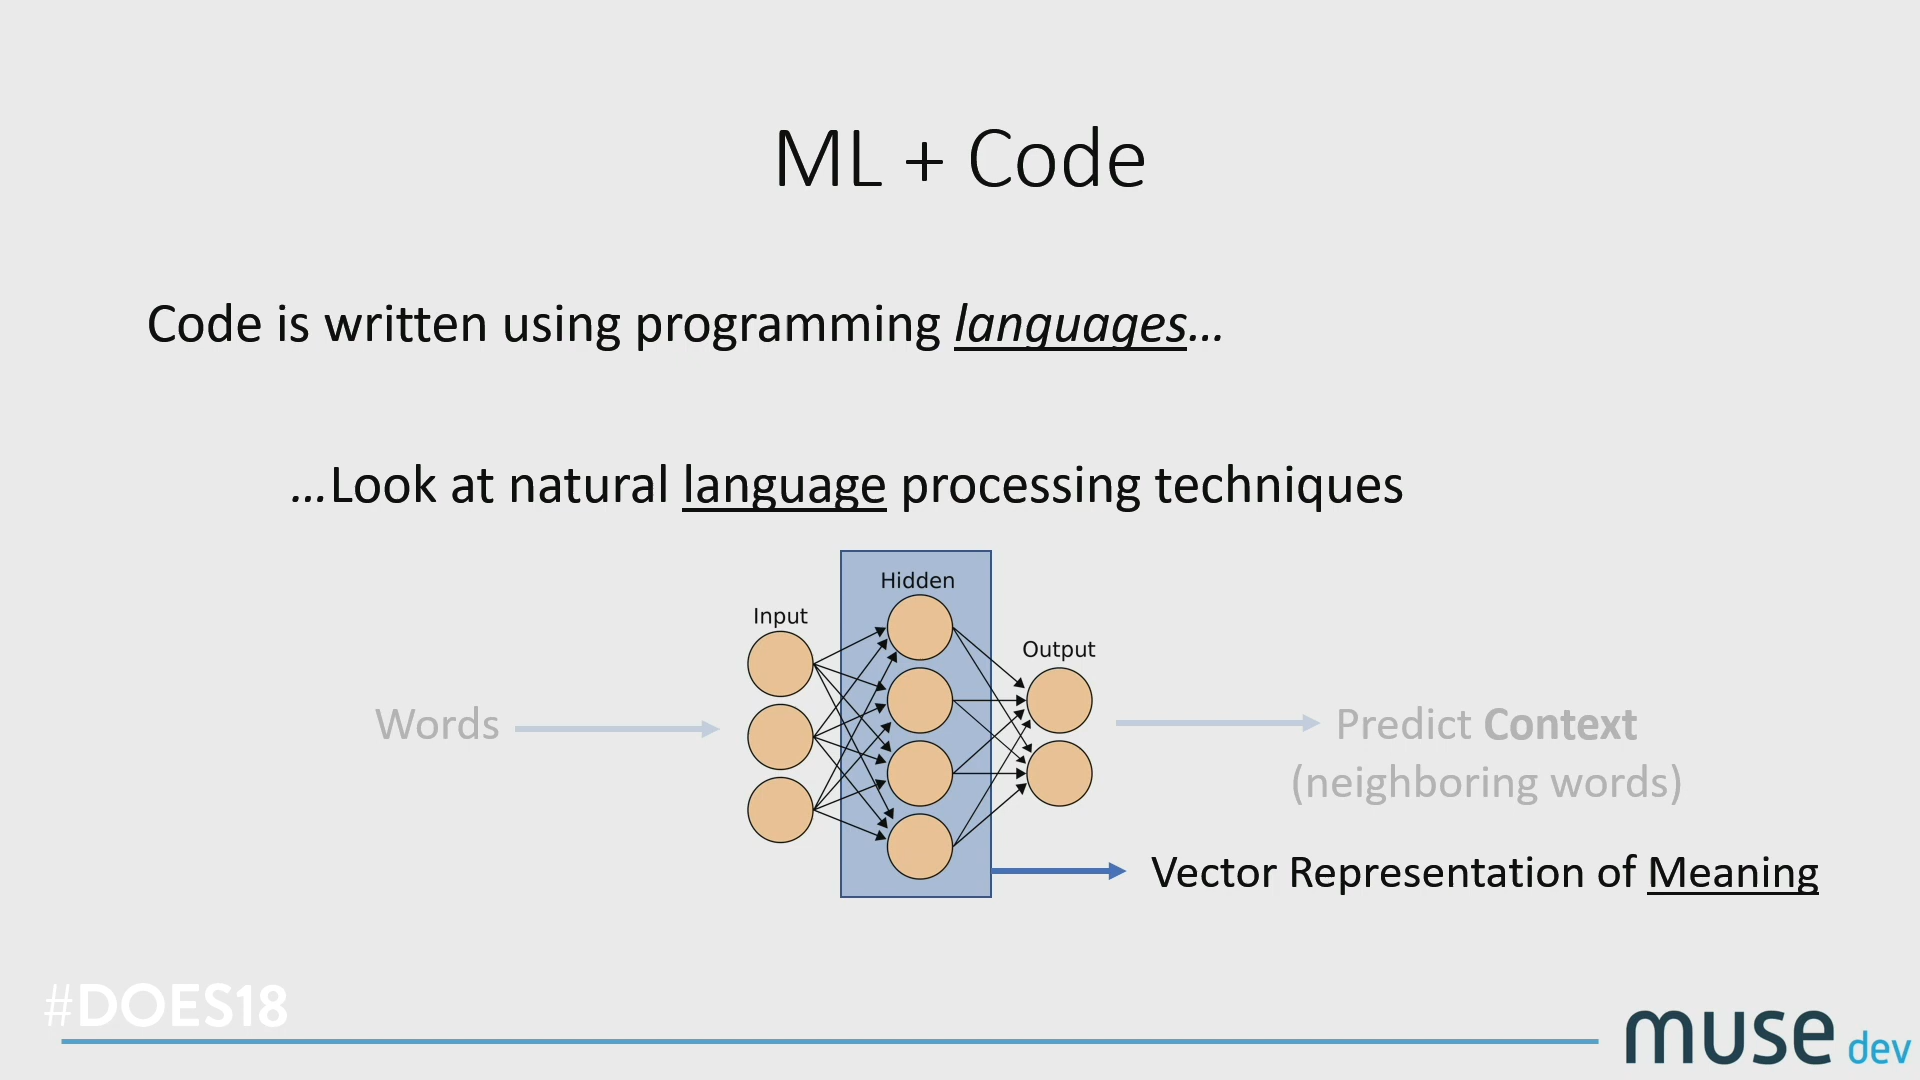 ML + Code
Code is written using programming languages...
...Look at natural language processing techniques
Hidden
Input
Output
Words
Predict Context
(neighboring words)
Vector Representation of Meaning
#DOES18
muse dev